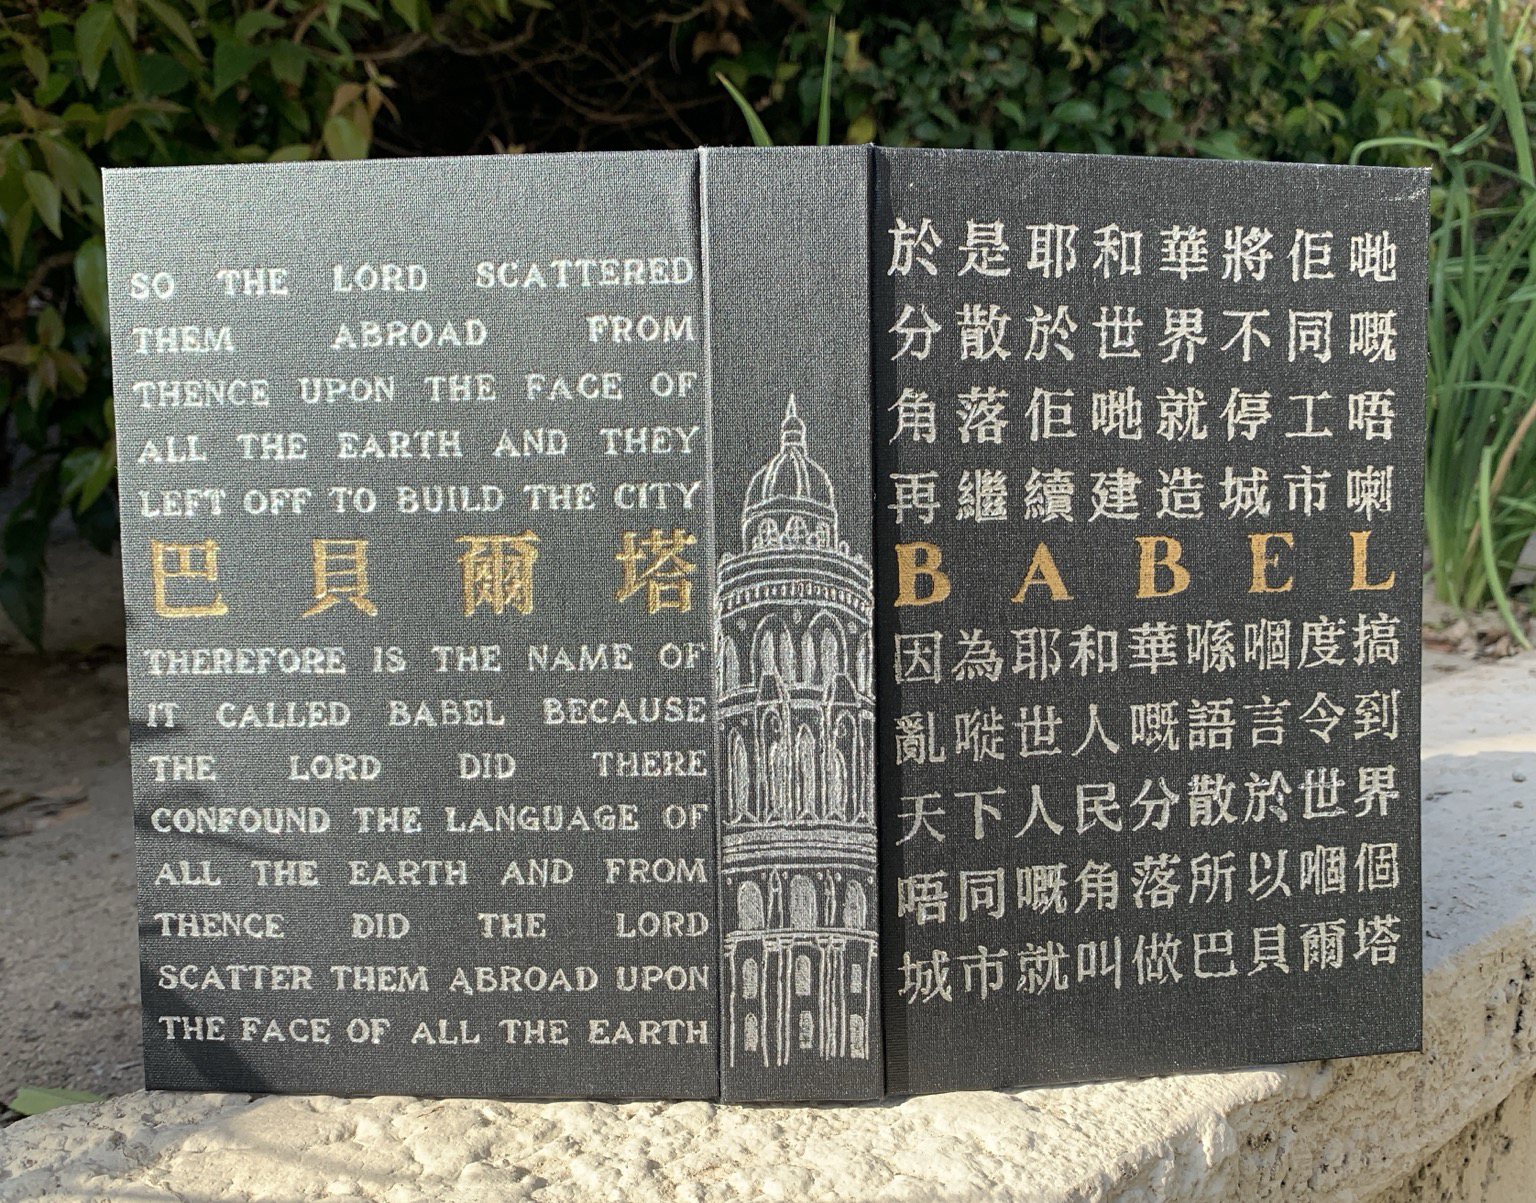 SO THE LORD SCATTERED
THEM ABROAD FROM
THENCE UPON THE FACE OF
ALL THE EARTH AND THEY
LEFT OFF TO BUILD THE CITY
巴貝爾塔
THEREFORE IS THE NAME OF
IT CALLED BABEL BECAUSE
THE LORD DID THERE
CONFOUND THE LANGUAGE OF
ALL THE EARTH AND FROM
THENCE DID THE LORD
SCATTER THEM ABROAD UPON
THE FACE OF ALL THE EARTH
於是耶和華將佢哋
分散於世界不同嘅
角落佢哋就停工唔
再繼續建造城市喇
BABEL
因為耶和華喺嗰度搞
亂嘥世人嘅語言令到
天下人民分散於世界
唔同嘅角落所以嗰個
城市就叫做巴貝爾塔